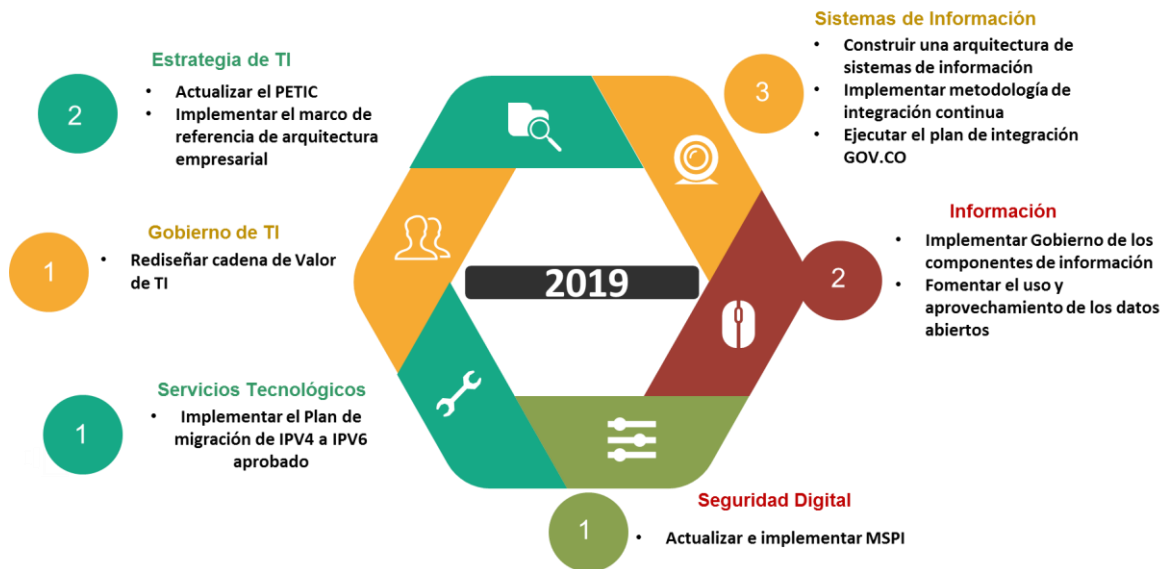 Estrategia de TI
2
• Actualizar el PETIC
• Implementar el marco de
referencia de arquitectura
empresarial
Sistemas de Información
3
• Construir una arquitectura de
sistemas de información
• Implementar metodología de
integración continua
• Ejecutar el plan de integración
GOV.CO
Gobierno de TI
1
• Rediseñar cadena de Valor
de TI
2019
Información
2
• Implementar Gobierno de los
componentes de información
• Fomentar el uso y
aprovechamiento de los datos
abiertos
Servicios Tecnológicos
1
• Implementar el Plan de
migración de IPV4 a IPV6
aprobado
Seguridad Digital
1
• Actualizar e implementar MSPI